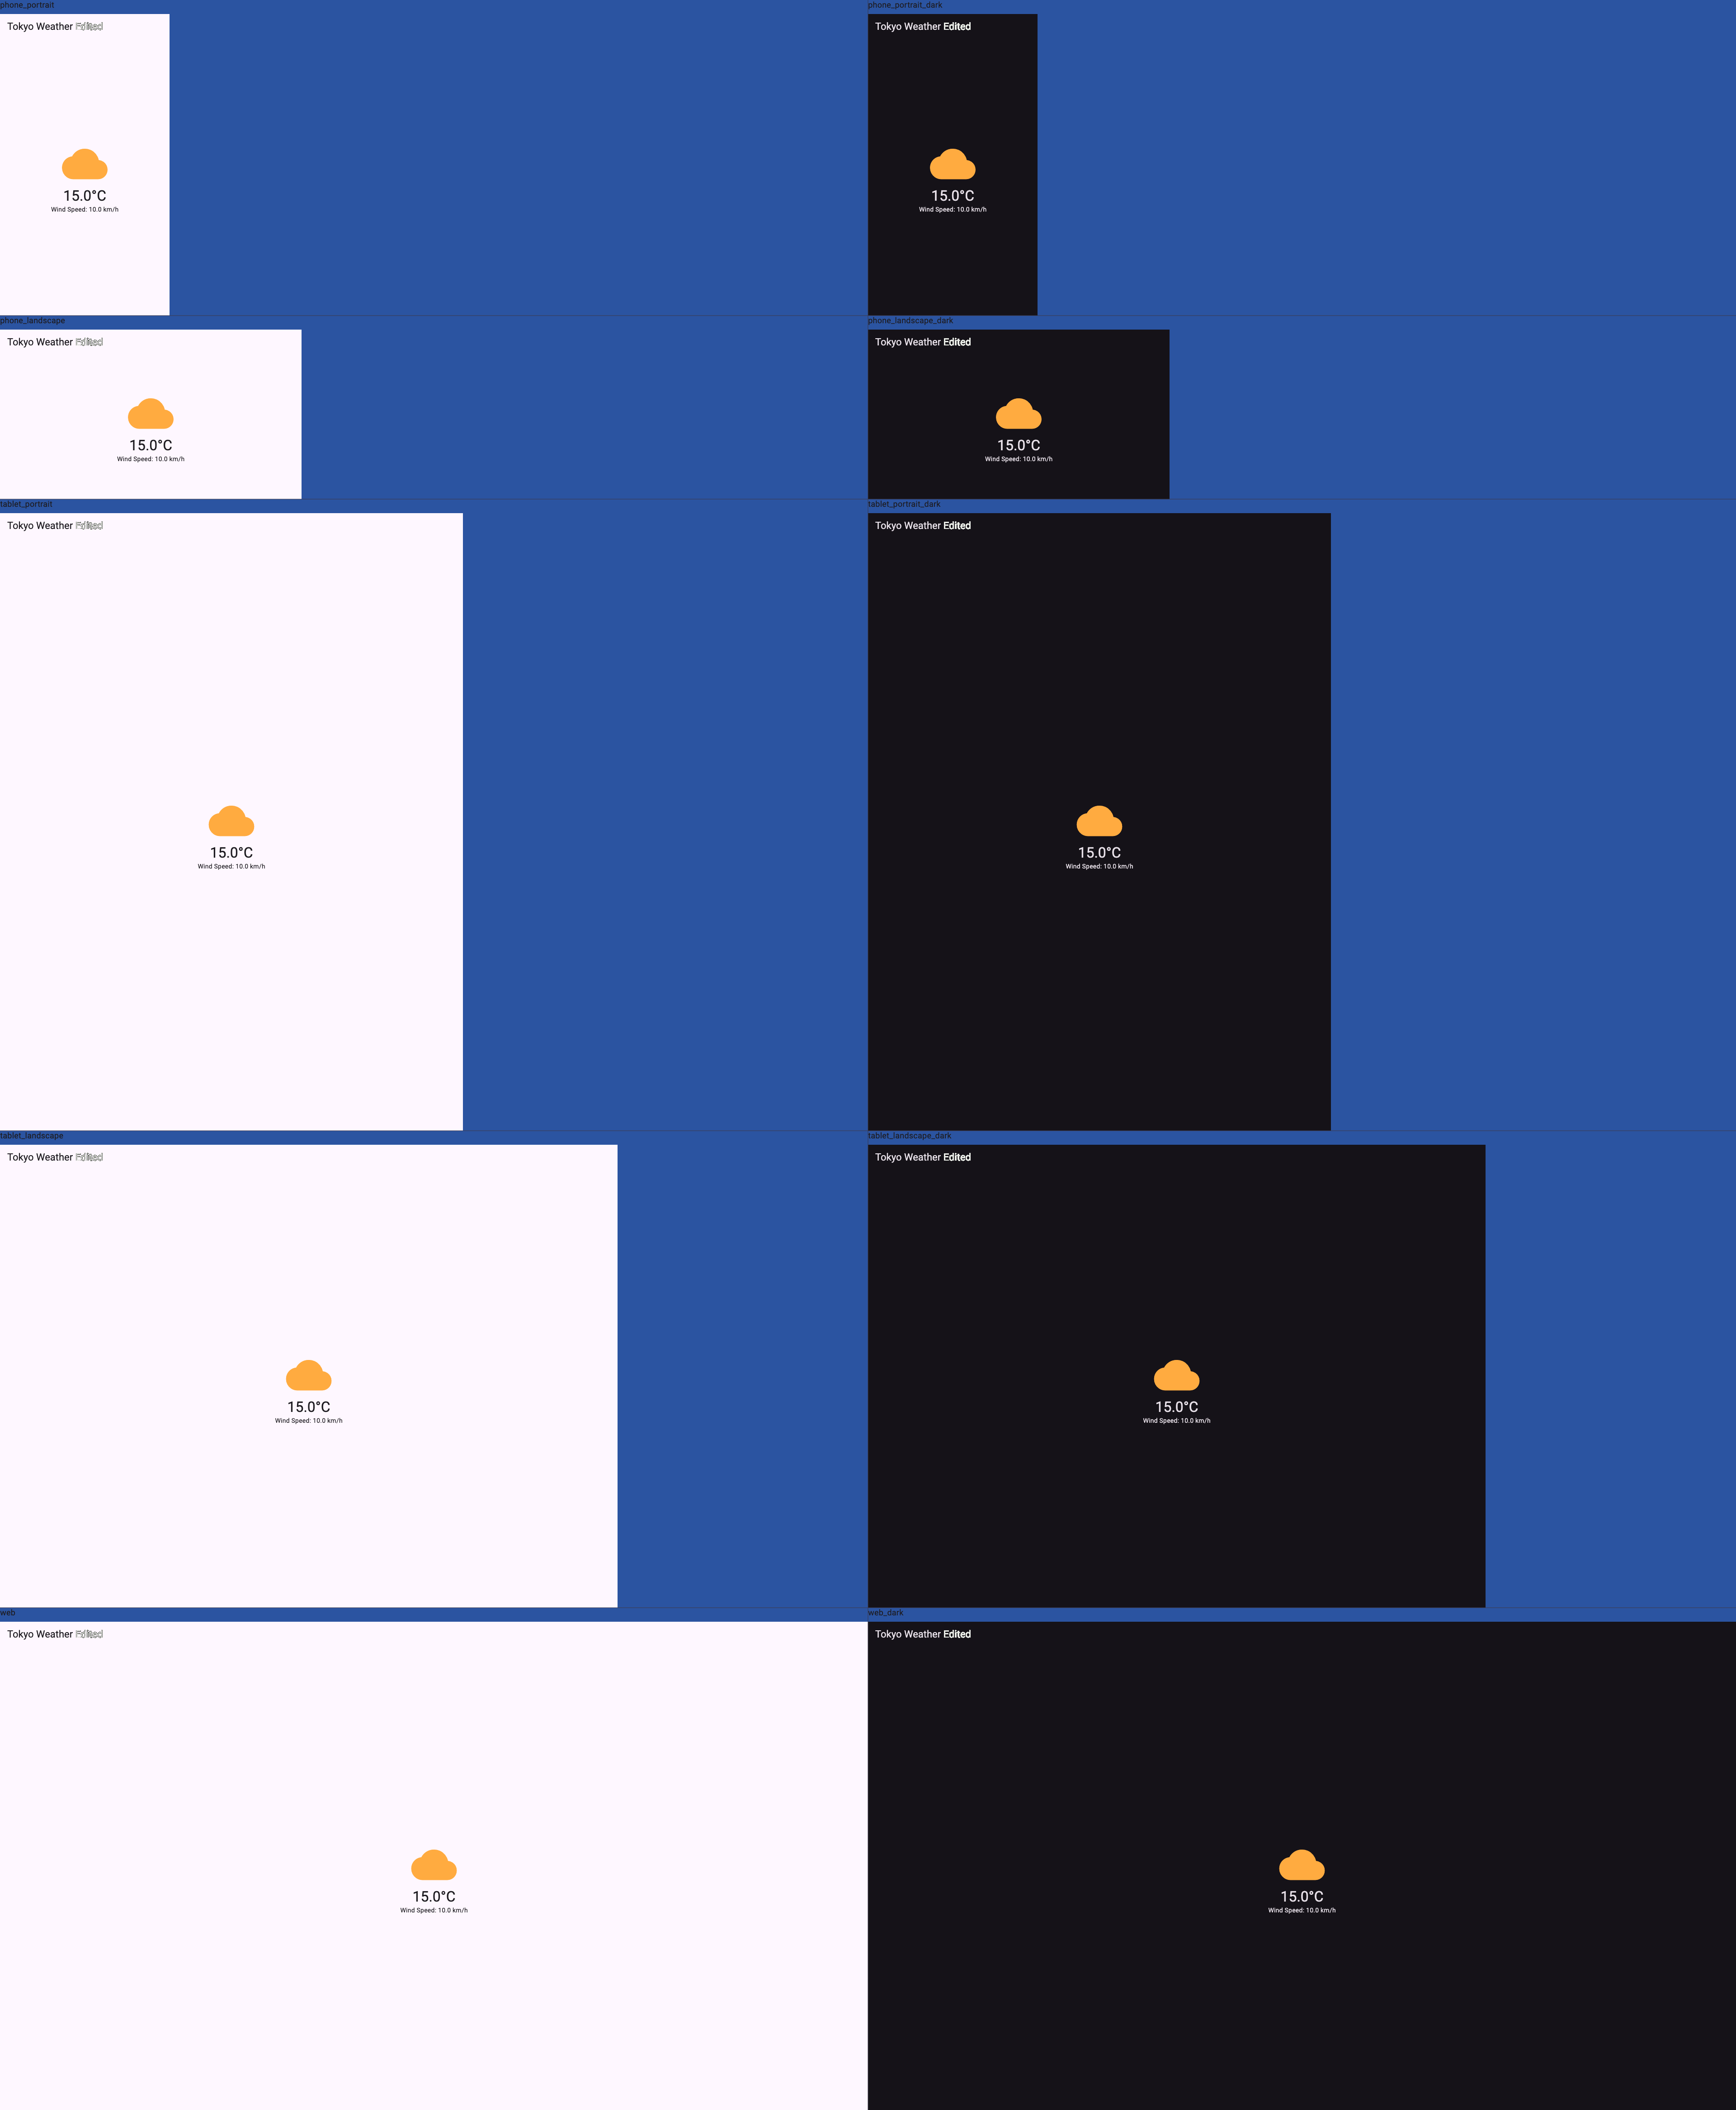 phone_portrait
Tokyo Weather Edited
15.0°C
Wind Speed: 10.0 km/h
phone_portrait_dark
Tokyo Weather Edited
15.0°C
Wind Speed: 10.0 km/h
phone_landscape
Tokyo Weather Edited
15.0°C
Wind Speed: 10.0 km/h
phone_landscape_dark
Tokyo Weather Edited
15.0°C
Wind Speed: 10.0 km/h
tablet_portrait
Tokyo Weather Edited
15.0°C
Wind Speed: 10.0 km/h
tablet_portrait_dark
Tokyo Weather Edited
15.0°C
Wind Speed: 10.0 km/h
tablet_landscape
Tokyo Weather Edited
15.0°C
Wind Speed: 10.0 km/h
tablet_landscape_dark
Tokyo Weather Edited
15.0°C
Wind Speed: 10.0 km/h
web
Tokyo Weather Edited
15.0°C
Wind Speed: 10.0 km/h
web_dark
Tokyo Weather Edited
15.0°C
Wind Speed: 10.0 km/h